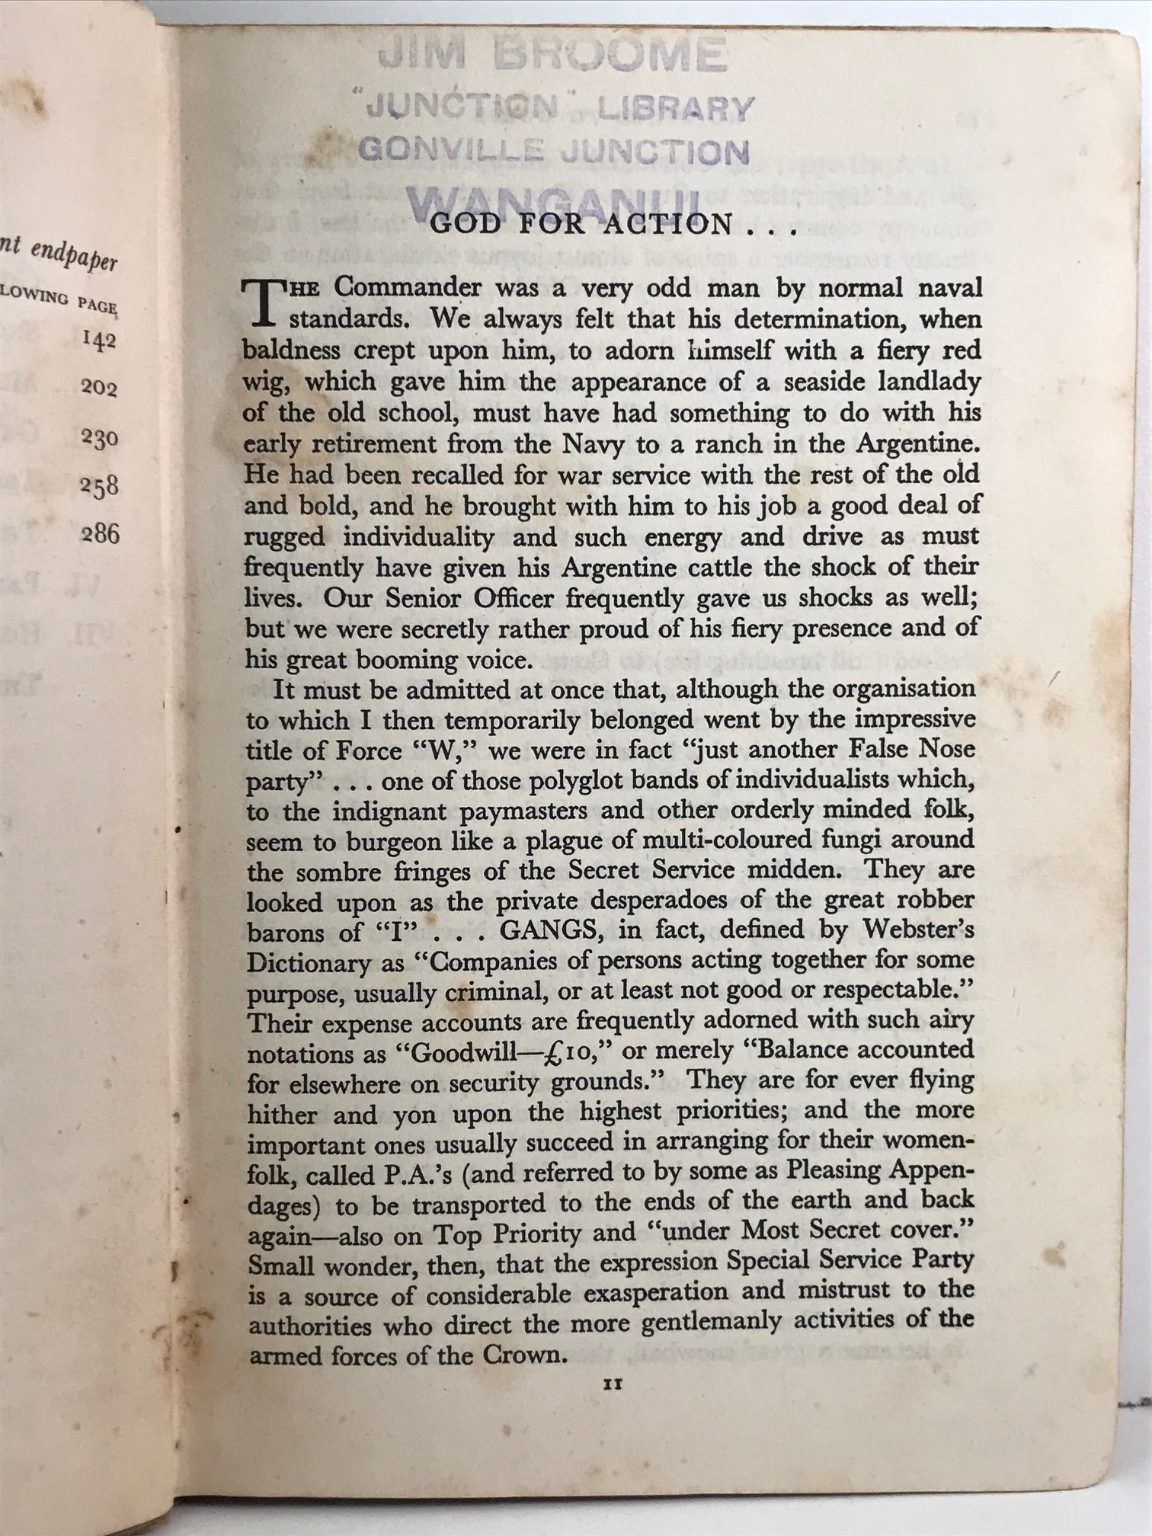 nt endpaper
LOWING PAGE
142
202
230
258
286
JIM BROOME
"JUNCTION" LIBRARY
GONVILLE JUNCTION
WANGANUI
GOD FOR ACTION . . .
THE Commander was a very odd man by normal naval
standards. We always felt that his determination, when
baldness crept upon him, to adorn himself with a fiery red
wig, which gave him the appearance of a seaside landlady
of the old school, must have had something to do with his
early retirement from the Navy to a ranch in the Argentine.
He had been recalled for war service with the rest of the old
and bold, and he brought with him to his job a good deal of
rugged individuality and such energy and drive as must
frequently have given his Argentine cattle the shock of their
lives. Our Senior Officer frequently gave us shocks as well;
but we were secretly rather proud of his fiery presence and of
his great booming voice.
It must be admitted at once that, although the organisation
to which I then temporarily belonged went by the impressive
title of Force “W,” we were in fact “just another False Nose
party” . . . one of those polyglot bands of individualists which,
to the indignant paymasters and other orderly minded folk,
seem to burgeon like a plague of multi-coloured fungi around
the sombre fringes of the Secret Service midden. They are
looked upon as the private desperadoes of the great robber
barons of “I” . . . GANGS, in fact, defined by Webster’s
Dictionary as “Companies of persons acting together for some
purpose, usually criminal, or at least not good or respectable.”
Their expense accounts are frequently adorned with such airy
notations as “Goodwill—£10,” or merely “Balance accounted
for elsewhere on security grounds.” They are for ever flying
hither and yon upon the highest priorities; and the more
important ones usually succeed in arranging for their women-
folk, called P.A.’s (and referred to by some as Pleasing Appen-
dages) to be transported to the ends of the earth and back
again—also on Top Priority and “under Most Secret cover.”
Small wonder, then, that the expression Special Service Party
is a source of considerable exasperation and mistrust to the
authorities who direct the more gentlemanly activities of the
armed forces of the Crown.
11